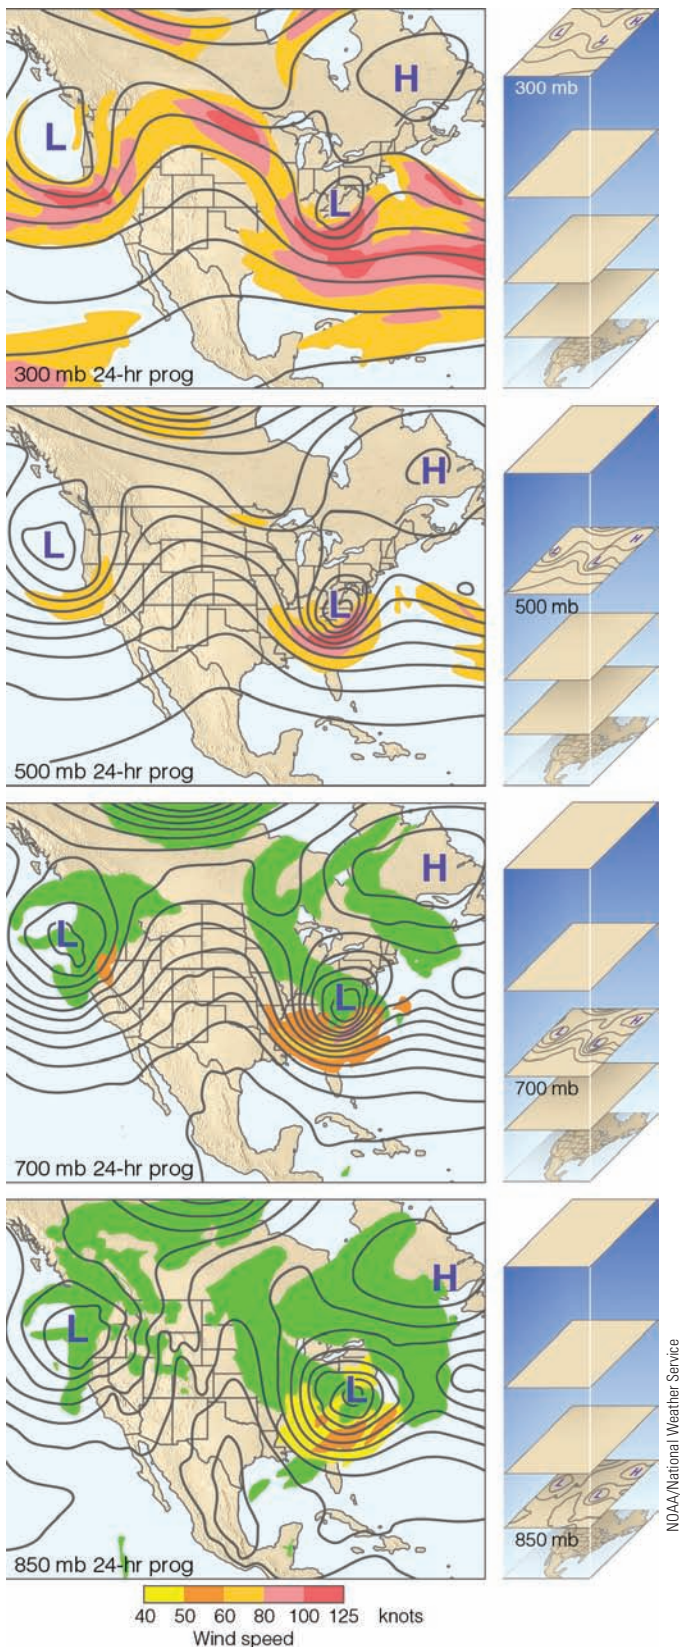 H
L
L
300 mb
300 mb 24-hr prog
H
L
L
500 mb
500 mb 24-hr prog
H
L
L
700 mb
700 mb 24-hr prog
H
L
L
850 mb
850 mb 24-hr prog
NOAA/National Weather Service
40 50 60 80 100 125 knots
Wind speed